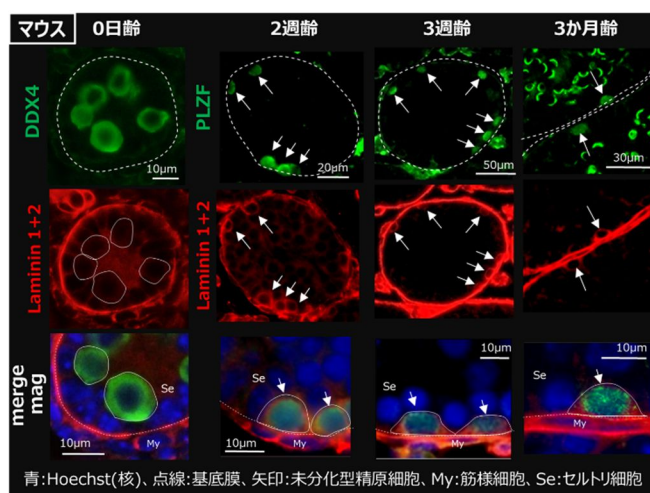 マウス 0日齢 2週齢 3週齢 3か月齢
DDX4 PLZF
10μm 20μm 50μm 30μm
Laminin 1+2 Laminin 1+2
merge mag
Se Se Se Se
10μm 10μm
My My My My
10μm 10μm
青:Hoechst(核)、点線:基底膜、矢印:未分化型精原細胞、My:筋様細胞、Se:セルトリ細胞